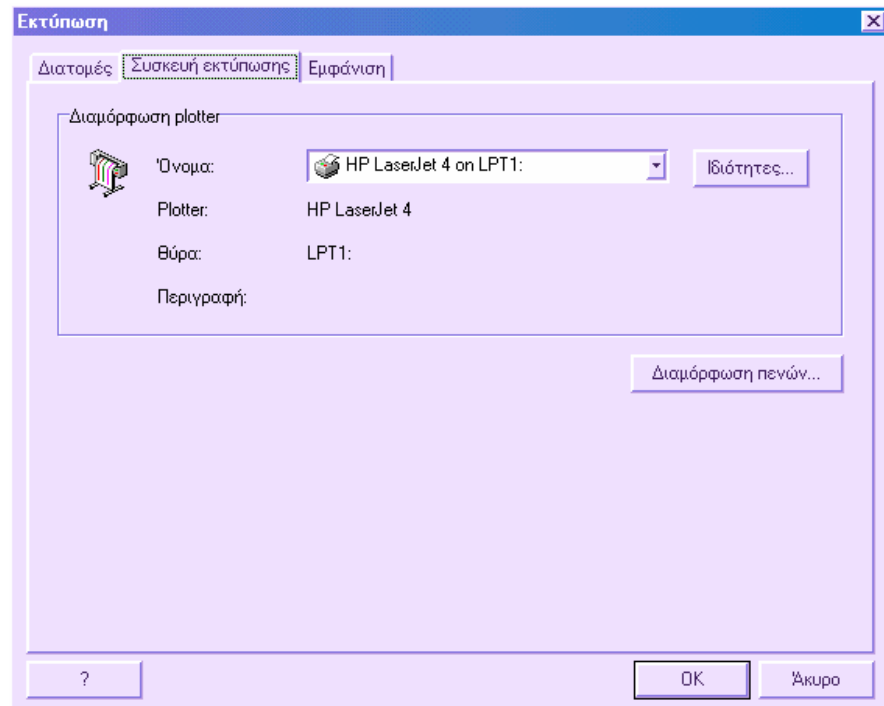 Εκτύπωση
Διατομές Συσκευή εκτύπωσης Εμφάνιση
Διαμόρφωση plotter
Όνομα: HP LaserJet 4 on LPT1: Ιδιότητες...
Plotter: HP LaserJet 4
Θύρα: LPT1:
Περιγραφή:
Διαμόρφωση πενών...
? OK Άκυρο